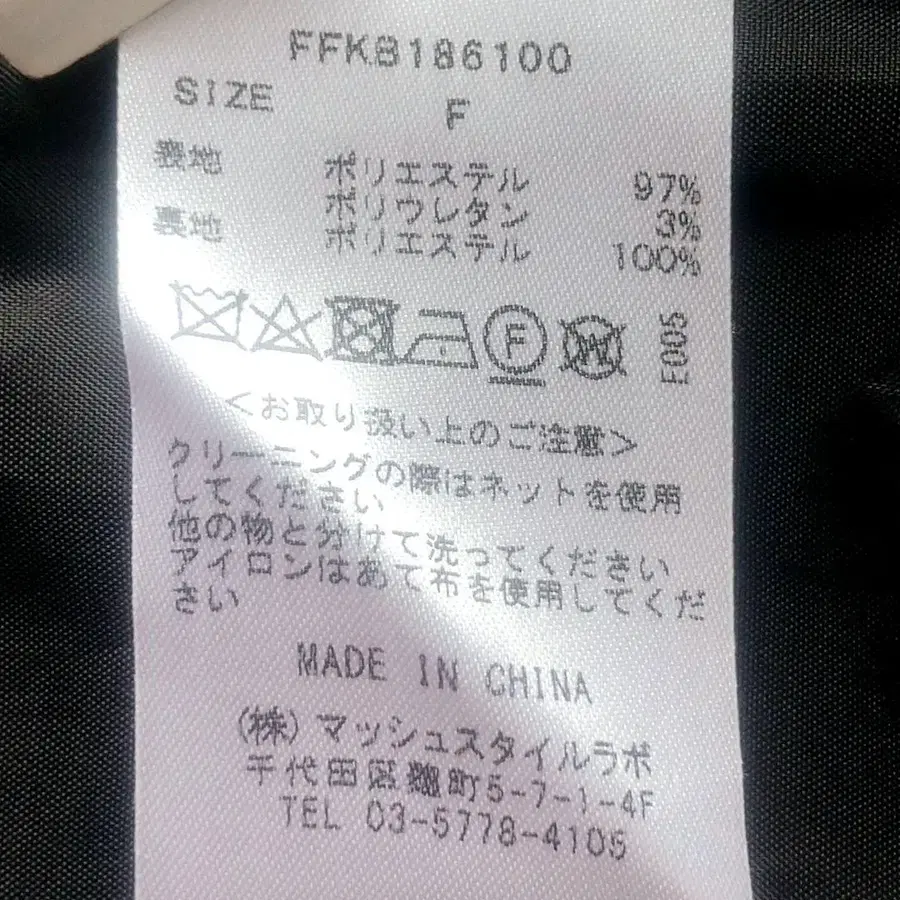 FFKB186100
SIZE F
表地 ポリエステル 97%
ポリウレタン 3%
裏地 ポリエステル 100%
F W E005
<お取り扱い上のご注意>
クリーニングの際はネットを使用
してください
他の物と分けて洗ってください
アイロンはあて布を使用してくだ
さい
MADE IN CHINA
(株)マッシュスタイルラボ
千代田区麹町5-7-1-4F
TEL 03-5778-4105